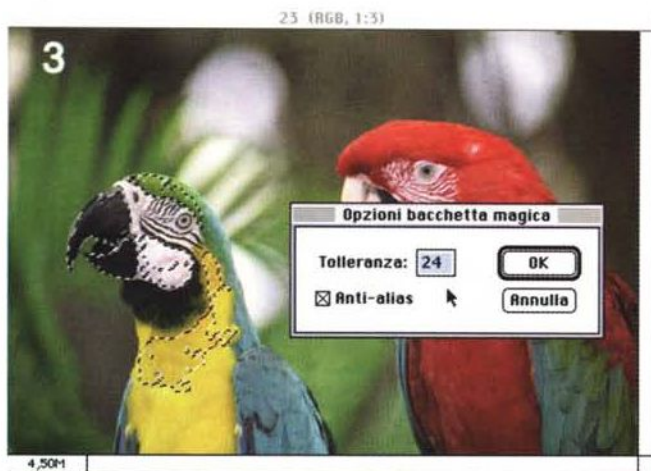 23 (RGB, 1:3)
3
Opzioni bacchetta magica
Tolleranza: 24
OK
Anti-alias
Annulla
4,50M